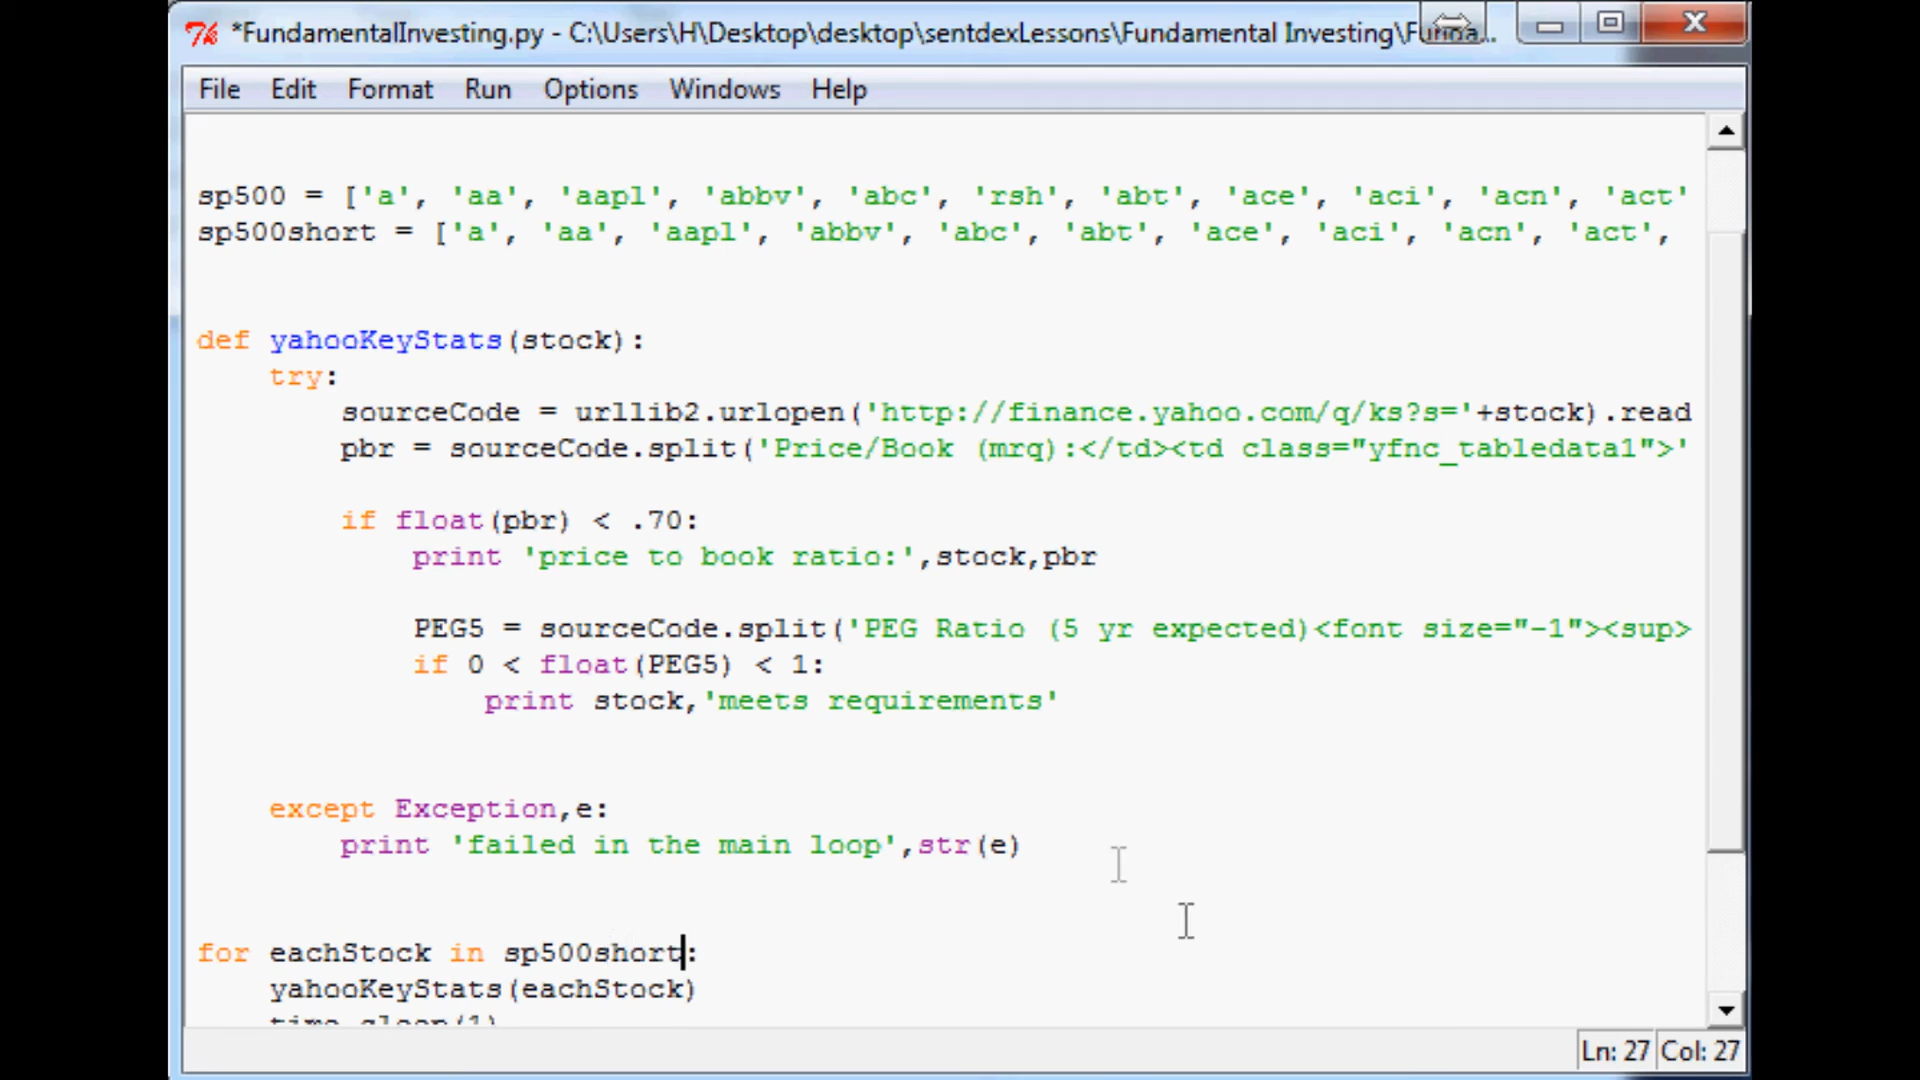 *FundamentalInvesting.py - C:\Users\H\Desktop\desktop\sentdexLessons\Fundamental Investing\Funda...
File Edit Format Run Options Windows Help
sp500 = ['a', 'aa', 'aapl', 'abbv', 'abc', 'rsh', 'abt', 'ace', 'aci', 'acn', 'act'
sp500short = ['a', 'aa', 'aapl', 'abbv', 'abc', 'abt', 'ace', 'aci', 'acn', 'act',
def yahooKeyStats(stock):
try:
sourceCode = urllib2.urlopen('http://finance.yahoo.com/q/ks?s='+stock).read
pbr = sourceCode.split('Price/Book (mrq):</td><td class="yfnc_tabledata1">'
if float(pbr) < .70:
print 'price to book ratio:',stock,pbr
PEG5 = sourceCode.split('PEG Ratio (5 yr expected)<font size="-1"><sup>
if 0 < float(PEG5) < 1:
print stock,'meets requirements'
except Exception,e:
print 'failed in the main loop',str(e)
for eachStock in sp500short:
yahooKeyStats(eachStock)
time.sleep(1)
Ln: 27 Col: 27